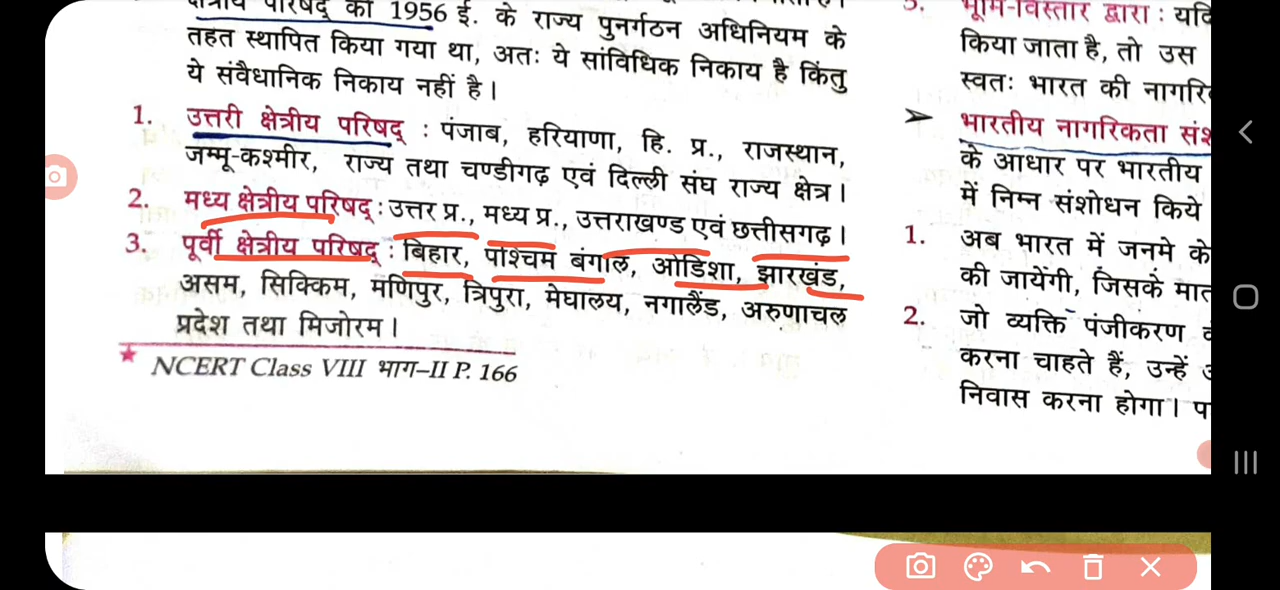 क्षेत्रीय परिषद् को 1956 ई. के राज्य पुनर्गठन अधिनियम के
तहत स्थापित किया गया था, अतः ये सांविधिक निकाय है किंतु
ये संवैधानिक निकाय नहीं है।
1. उत्तरी क्षेत्रीय परिषद् : पंजाब, हरियाणा, हि. प्र., राजस्थान,
जम्मू-कश्मीर, राज्य तथा चण्डीगढ़ एवं दिल्ली संघ राज्य क्षेत्र।
2. मध्य क्षेत्रीय परिषद् : उत्तर प्र., मध्य प्र., उत्तराखण्ड एवं छत्तीसगढ़।
3. पूर्वी क्षेत्रीय परिषद् : बिहार, पश्चिम बंगाल, ओडिशा, झारखंड,
असम, सिक्किम, मणिपुर, त्रिपुरा, मेघालय, नगालैंड, अरुणाचल
प्रदेश तथा मिजोरम।
★ NCERT Class VIII भाग–II P. 166
भूमि-विस्तार द्वारा : यदि
किया जाता है, तो उस
स्वतः भारत की
➤ भारतीय नागरिकता
के आधार पर भारतीय
में निम्न संशोधन किये
1. अब भारत में जनमे के
की जायेंगी, जिसके
2. जो व्यक्ति पंजीकरण
करना चाहते हैं, उन्हें
निवास करना होगा।